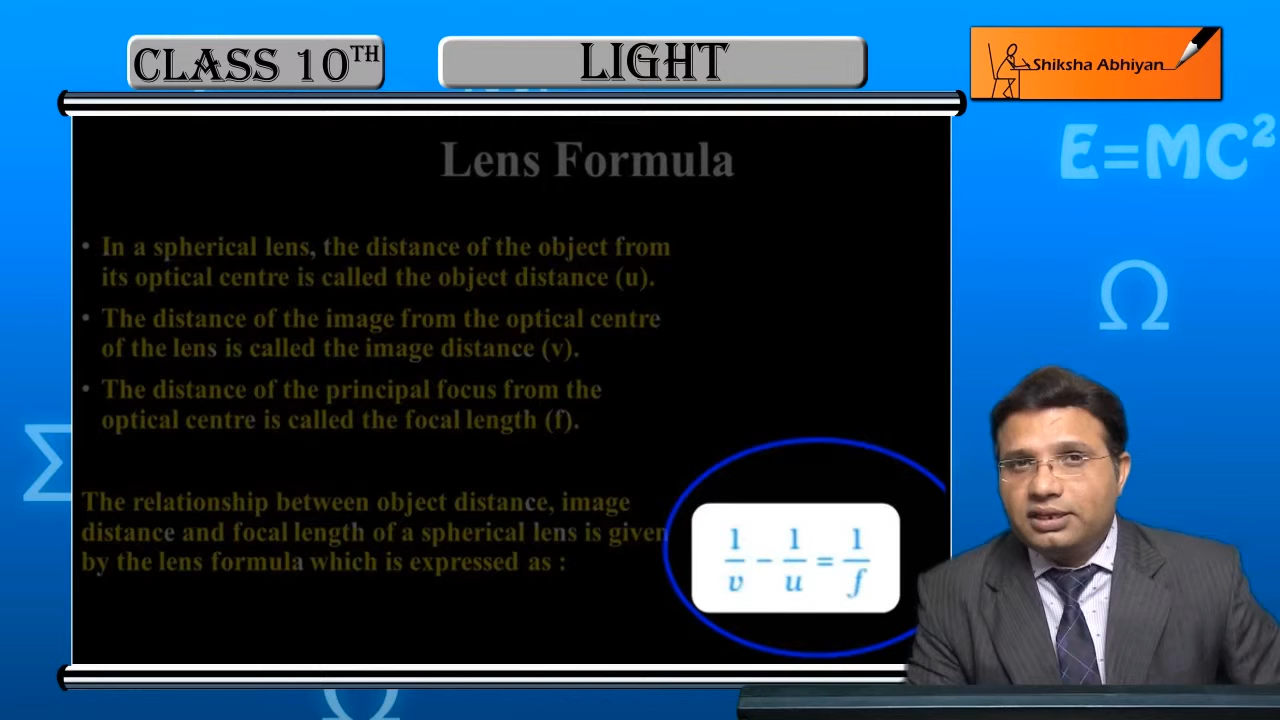 CLASS 10TH
LIGHT
Shiksha Abhiyan
E=MC²
Lens Formula
• In a spherical lens, the distance of the object from
its optical centre is called the object distance (u).
• The distance of the image from the optical centre
of the lens is called the image distance (v).
• The distance of the principal focus from the
optical centre is called the focal length (f).
Ω
Σ
The relationship between object distance, image
distance and focal length of a spherical lens is given
by the lens formula which is expressed as :
1/v − 1/u = 1/f
Ω